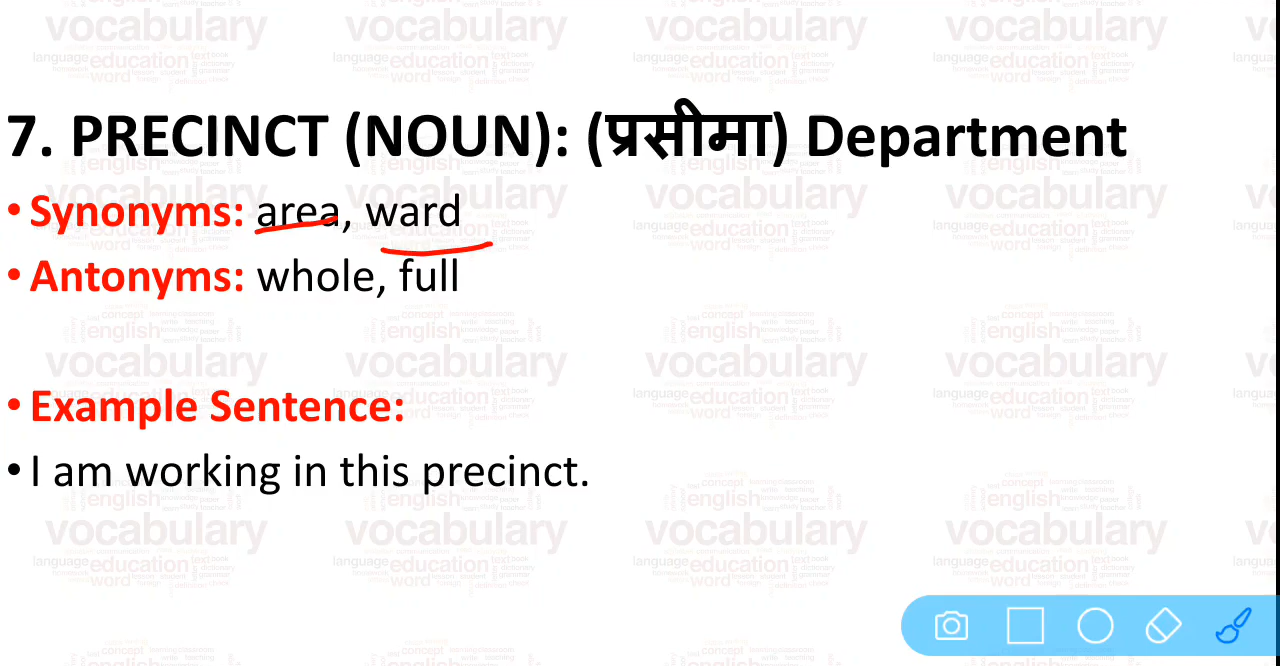 7. PRECINCT (NOUN): (प्रसीमा) Department
• Synonyms: area, ward
• Antonyms: whole, full
• Example Sentence:
• I am working in this precinct.